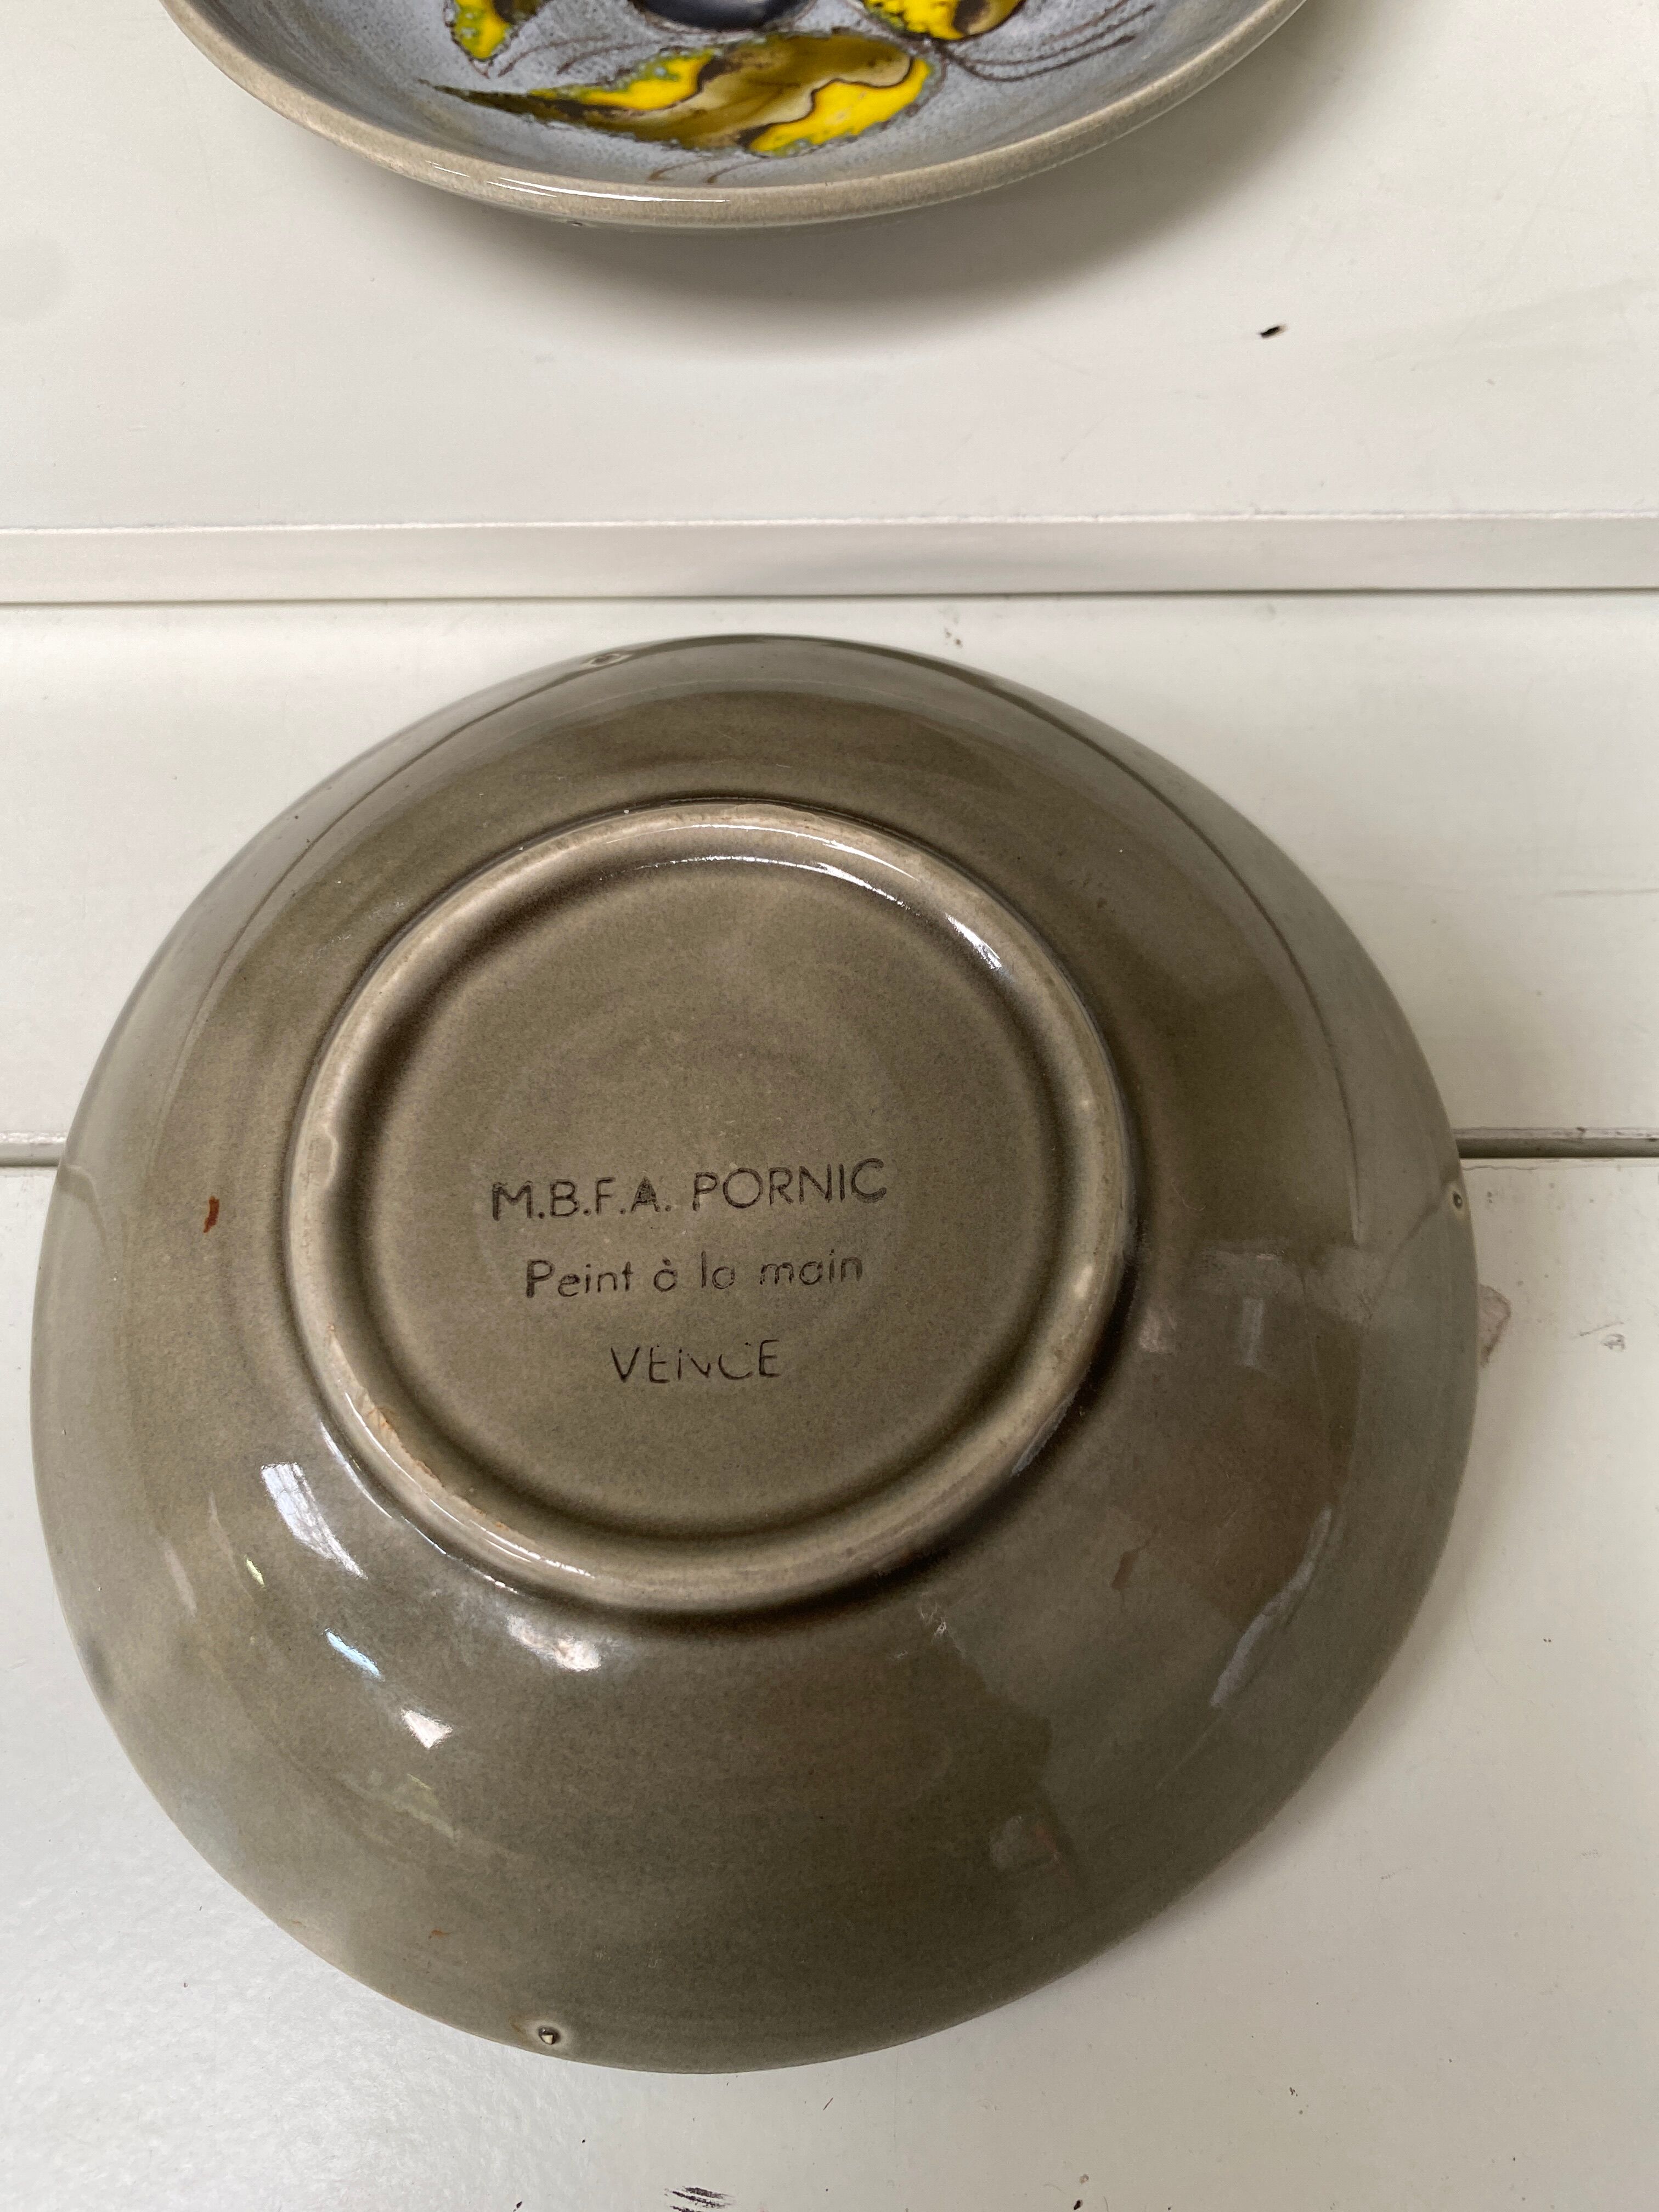 M.B.F.A. PORNIC
Peint à la main
VENCE